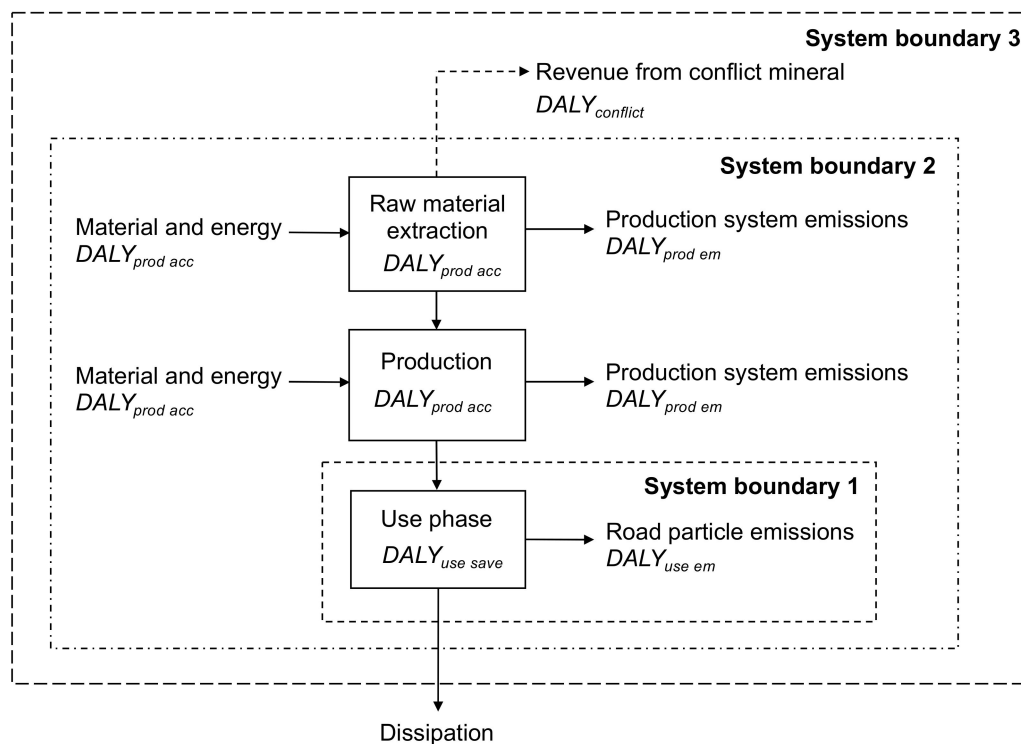 System boundary 3
Revenue from conflict mineral
DALYconflict
System boundary 2
Raw material
extraction
DALYprod acc
Material and energy
DALYprod acc
Production system emissions
DALYprod em
Production
DALYprod acc
Material and energy
DALYprod acc
Production system emissions
DALYprod em
System boundary 1
Use phase
DALYuse save
Road particle emissions
DALYuse em
Dissipation